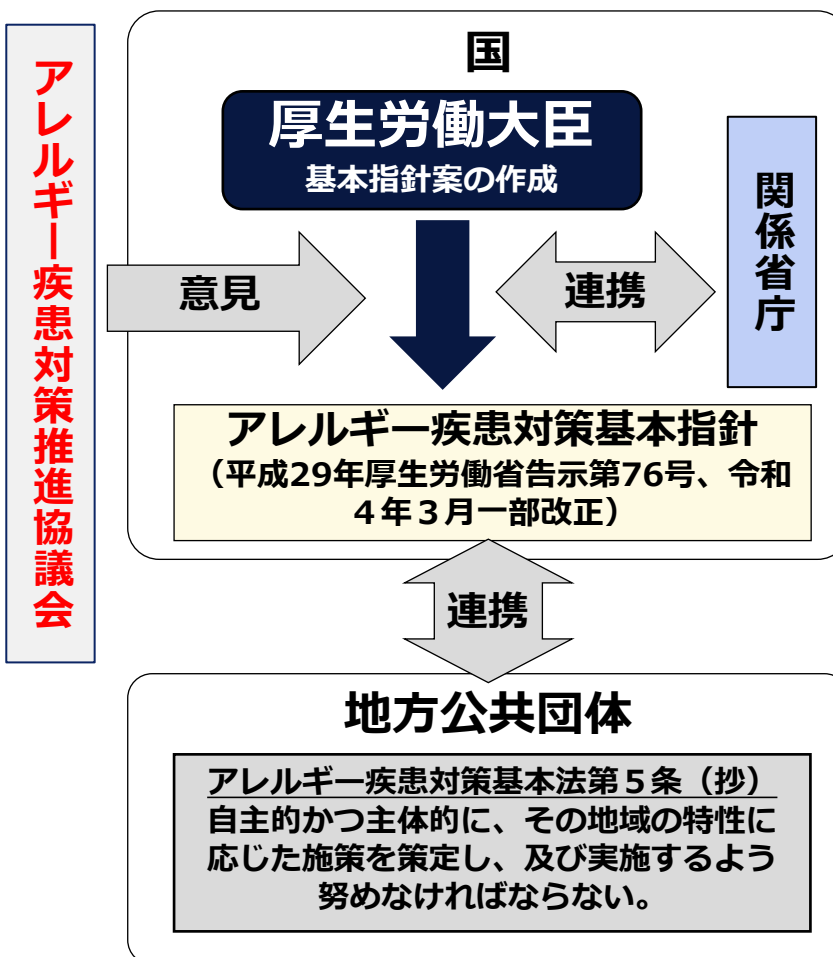 アレルギー疾患対策推進協議会
国
厚生労働大臣
基本指針案の作成
関係省庁
意見
連携
アレルギー疾患対策基本指針
（平成29年厚生労働省告示第76号、令和
４年３月一部改正）
連携
地方公共団体
アレルギー疾患対策基本法第５条（抄）
自主的かつ主体的に、その地域の特性に
応じた施策を策定し、及び実施するよう
努めなければならない。